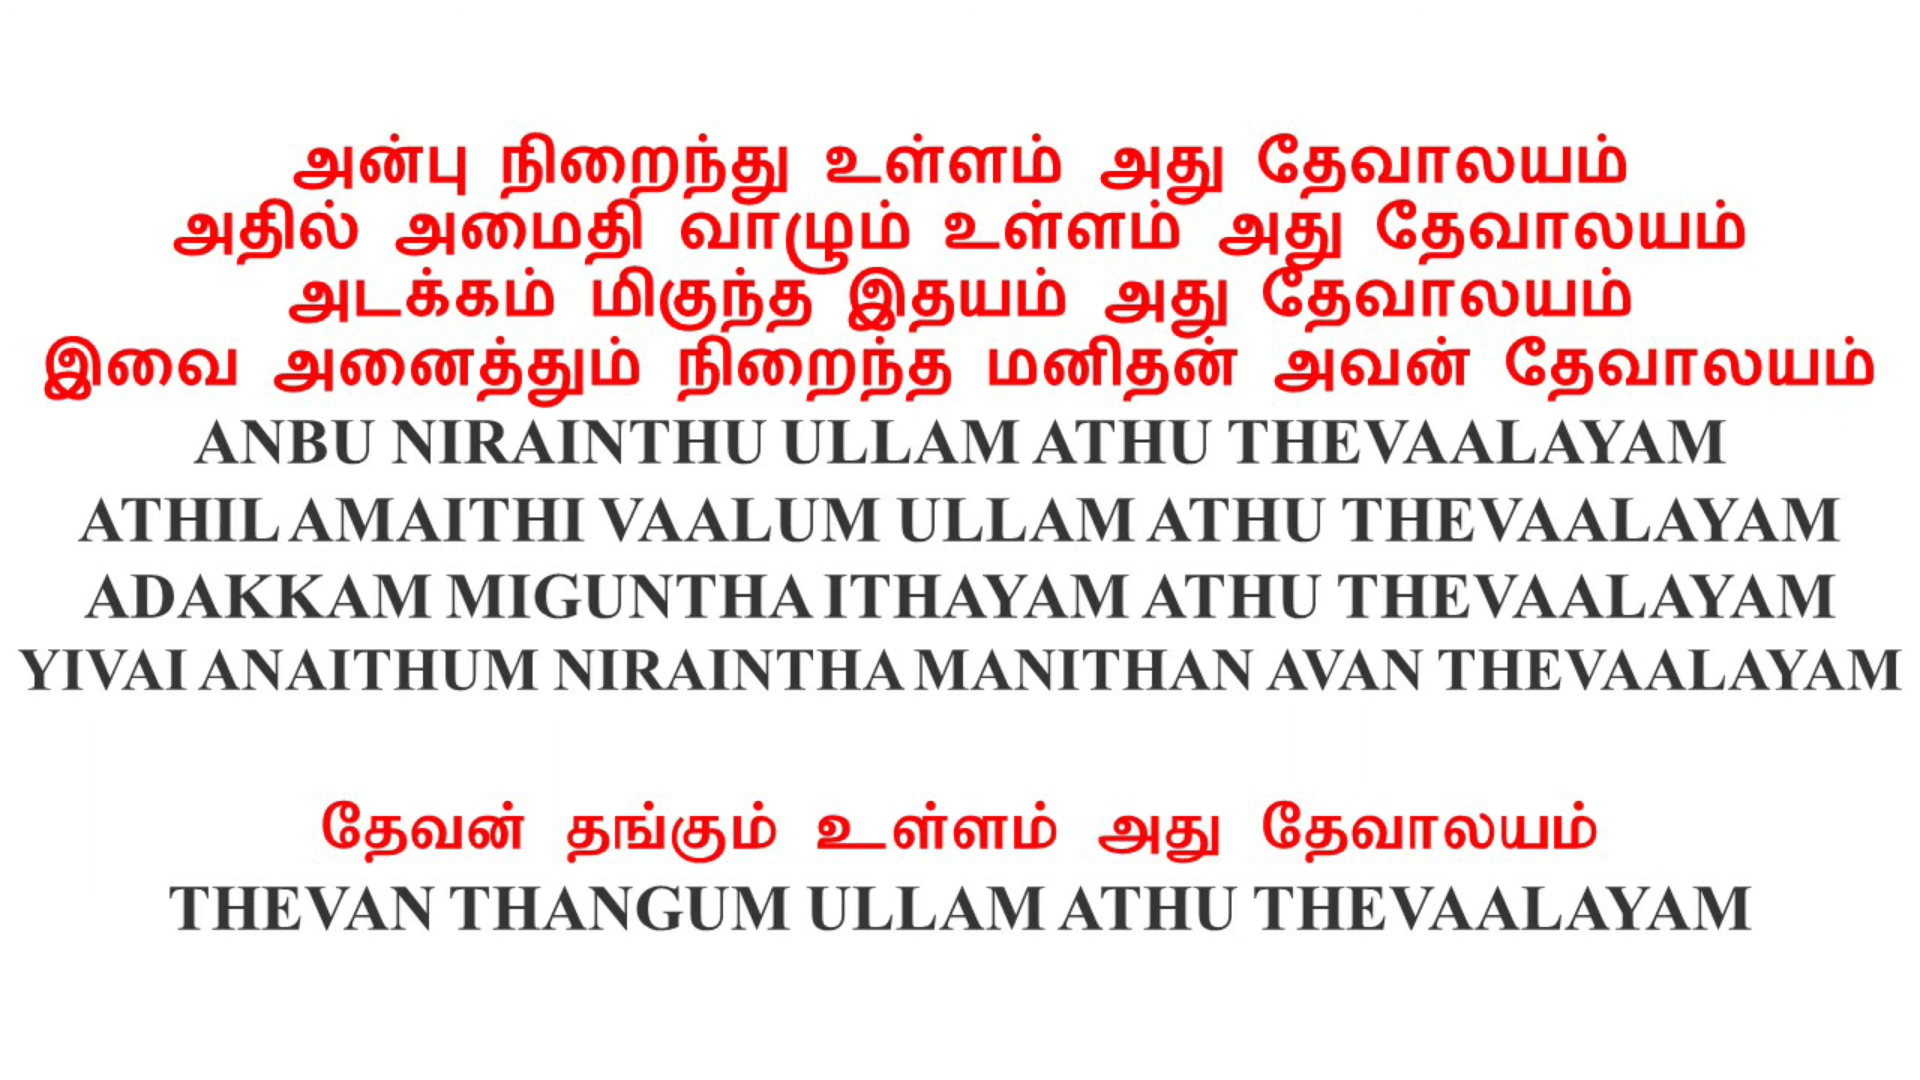 அன்பு நிறைந்து உள்ளம் அது தேவாலயம்
அதில் அமைதி வாழும் உள்ளம் அது தேவாலயம்
அடக்கம் மிகுந்த இதயம் அது தேவாலயம்
இவை அனைத்தும் நிறைந்த மனிதன் அவன் தேவாலயம்
ANBU NIRAINTHU ULLAM ATHU THEVAALAYAM
ATHIL AMAITHI VAALUM ULLAM ATHU THEVAALAYAM
ADAKKAM MIGUNTHA ITHAYAM ATHU THEVAALAYAM
YIVAI ANAITHUM NIRAINTHA MANITHAN AVAN THEVAALAYAM
தேவன் தங்கும் உள்ளம் அது தேவாலயம்
THEVAN THANGUM ULLAM ATHU THEVAALAYAM